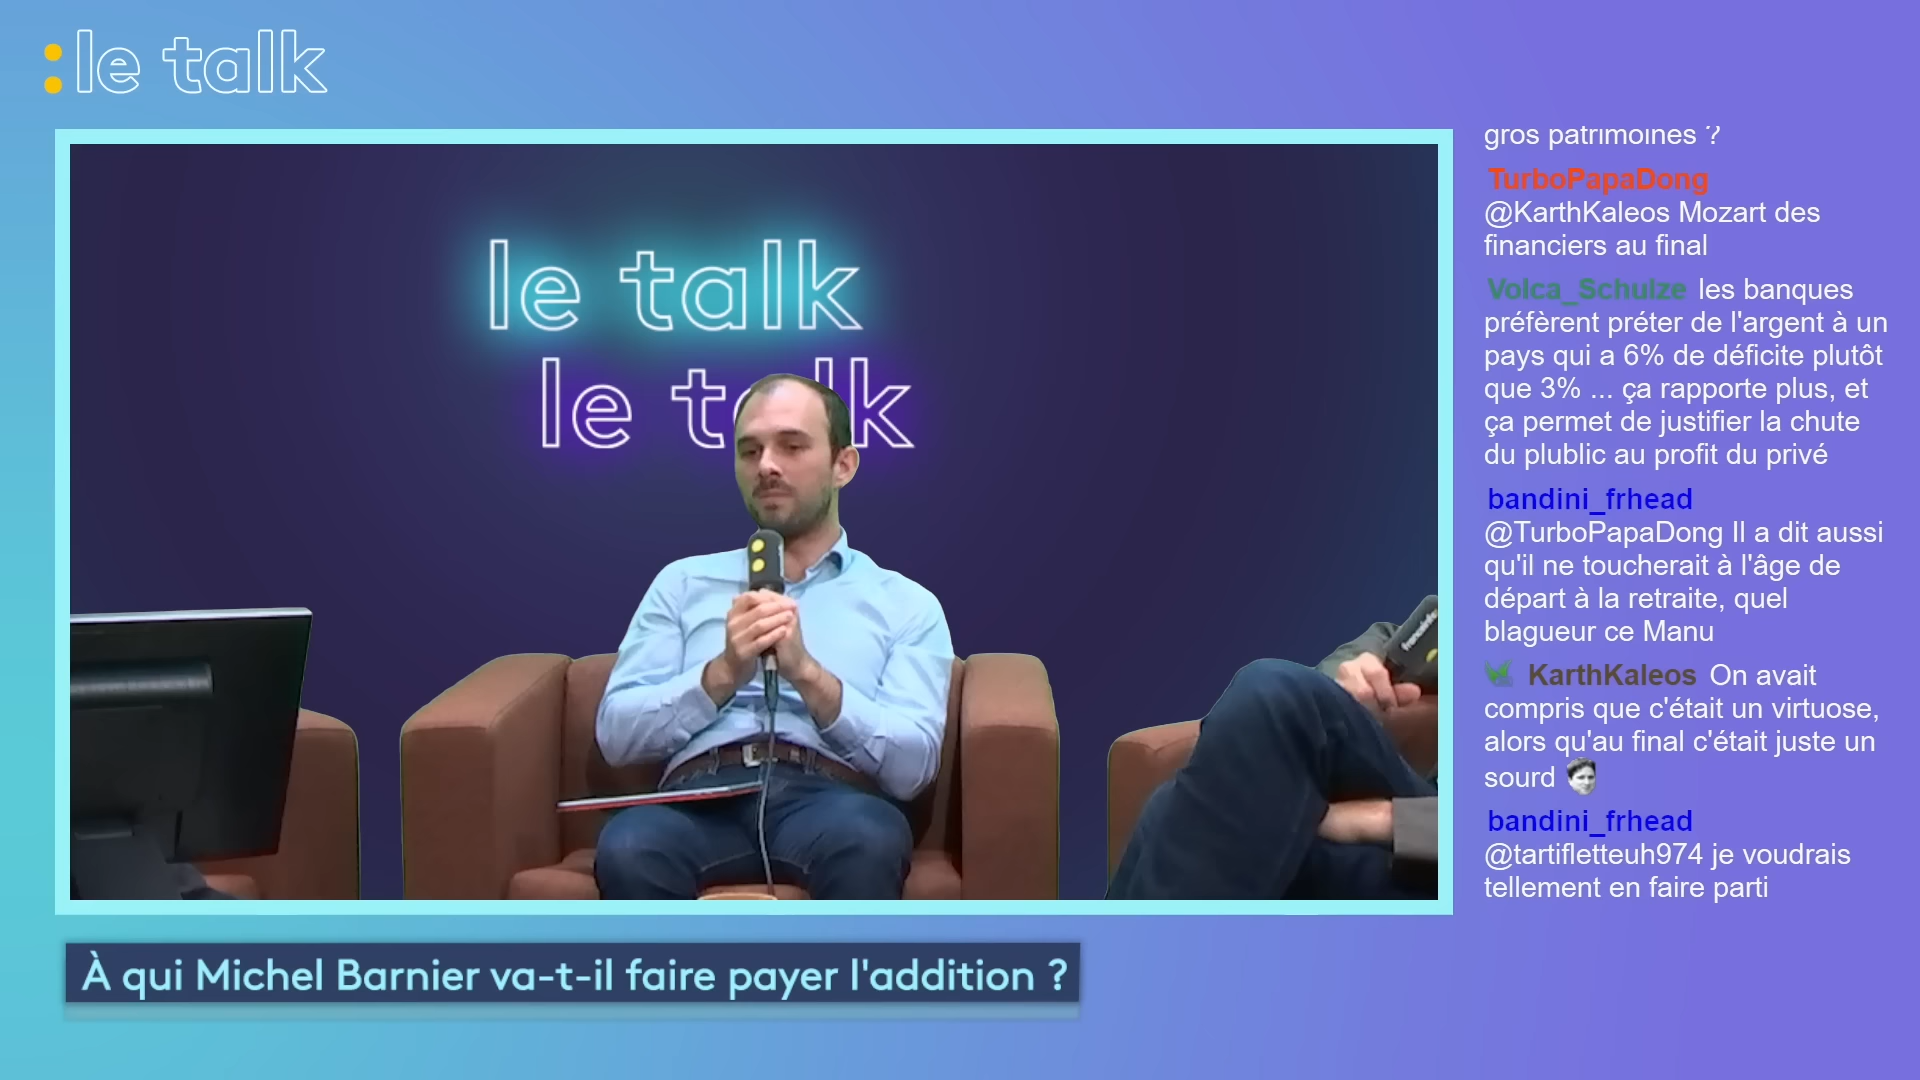 :le talk
le talk
le talk
franceinfo:
gros patrimoines ?
TurboPapaDong
@KarthKaleos Mozart des
financiers au final
Volca_Schulze les banques
préfèrent préter de l'argent à un
pays qui a 6% de déficite plutôt
que 3% ... ça rapporte plus, et
ça permet de justifier la chute
du plublic au profit du privé
bandini_frhead
@TurboPapaDong Il a dit aussi
qu'il ne toucherait à l'âge de
départ à la retraite, quel
blagueur ce Manu
KarthKaleos On avait
compris que c'était un virtuose,
alors qu'au final c'était juste un
sourd
bandini_frhead
@tartifletteuh974 je voudrais
tellement en faire parti
À qui Michel Barnier va-t-il faire payer l'addition ?